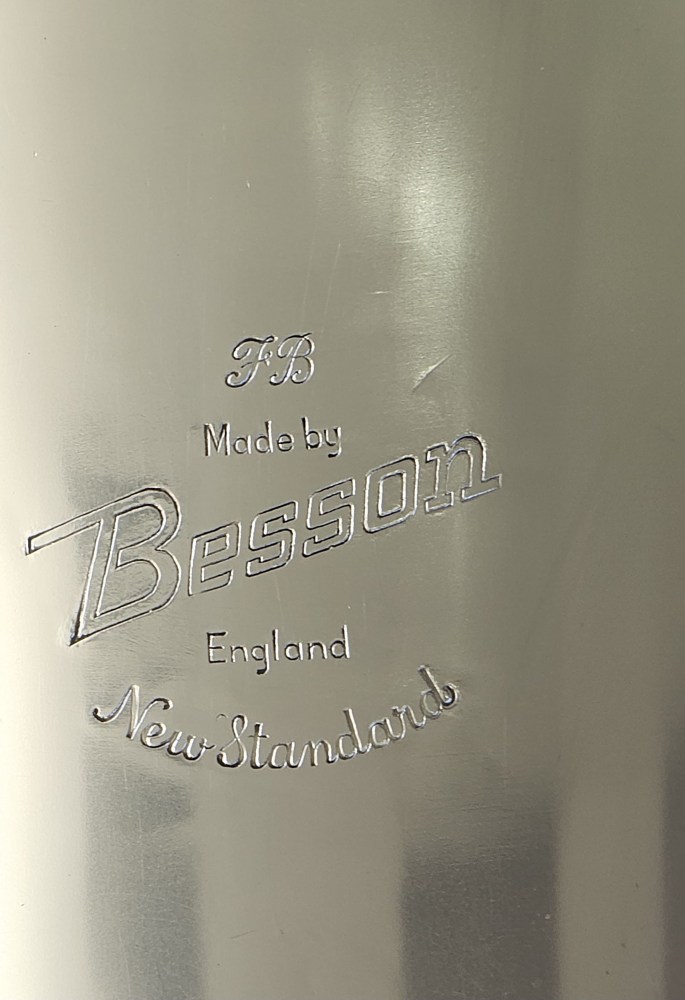 FB
Made by
Besson
England
New Standard